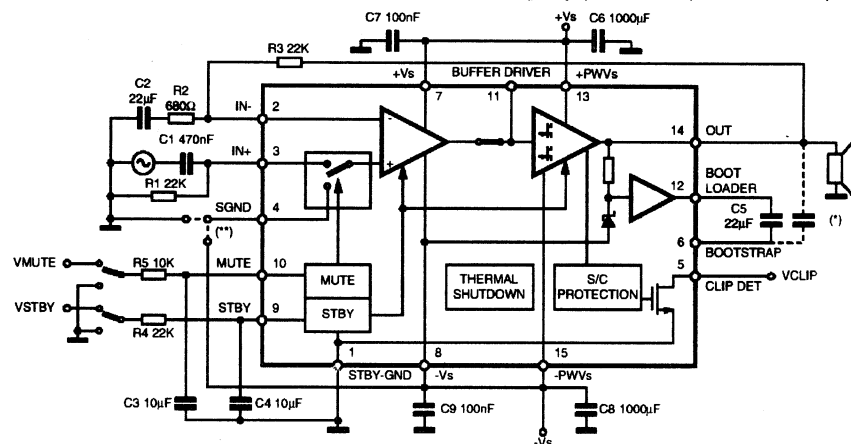 C7 100nF
+Vs
C6 1000µF
R3 22K
+Vs
BUFFER DRIVER
+PWVs
7
11
13
C2
22µF
R2
680Ω
IN-
2
-
14
OUT
C1 470nF
IN+
3
+
R1 22K
SGND
4
(**)
12
BOOT
LOADER
C5
22µF
(*)
6
BOOTSTRAP
VMUTE
R5 10K
MUTE
10
MUTE
THERMAL
SHUTDOWN
S/C
PROTECTION
5
VCLIP
CLIP DET
VSTBY
R4 22K
STBY
9
STBY
1
8
15
STBY-GND
-Vs
-PWVs
C3 10µF
C4 10µF
C9 100nF
C8 1000µF
-Vs